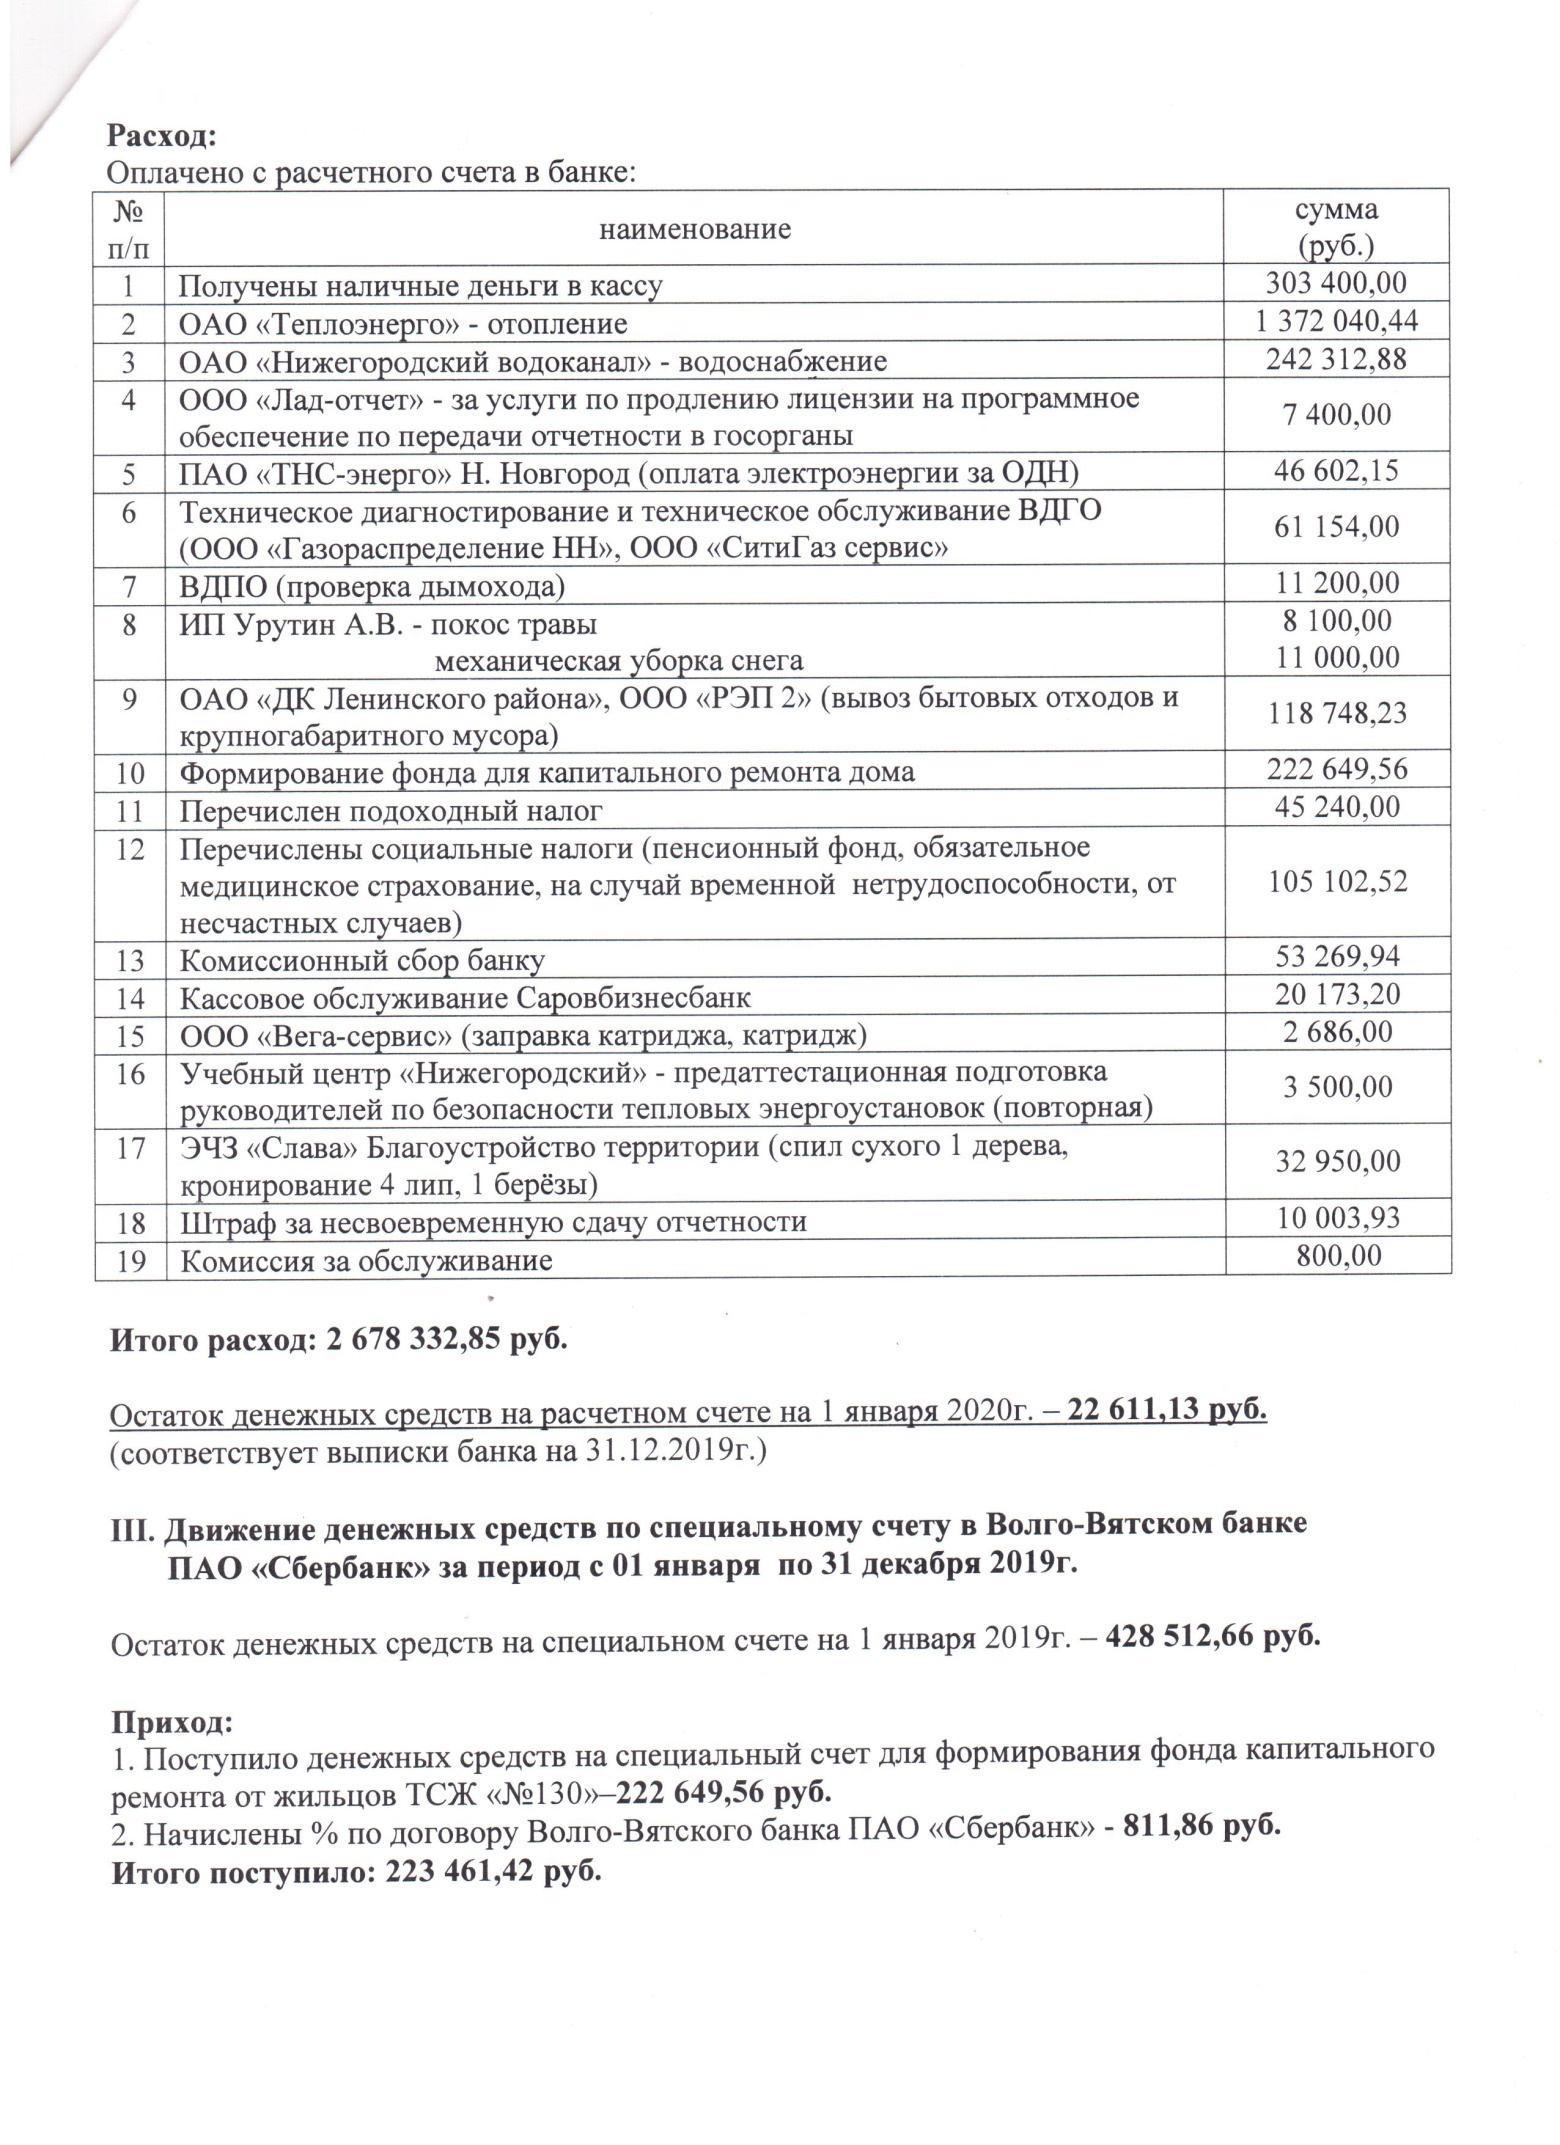 Расход:
Оплачено с расчетного счета в банке:
№ п/п наименование сумма (руб.)
1 Получены наличные деньги в кассу 303 400,00
2 ОАО «Теплоэнерго» - отопление 1 372 040,44
3 ОАО «Нижегородский водоканал» - водоснабжение 242 312,88
4 ООО «Лад-отчет» - за услуги по продлению лицензии на программное
обеспечение по передачи отчетности в госорганы 7 400,00
5 ПАО «ТНС-энерго» Н. Новгород (оплата электроэнергии за ОДН) 46 602,15
6 Техническое диагностирование и техническое обслуживание ВДГО
(ООО «Газораспределение НН», ООО «СитиГаз сервис» 61 154,00
7 ВДПО (проверка дымохода) 11 200,00
8 ИП Урутин А.В. - покос травы 8 100,00
механическая уборка снега 11 000,00
9 ОАО «ДК Ленинского района», ООО «РЭП 2» (вывоз бытовых отходов и
крупногабаритного мусора) 118 748,23
10 Формирование фонда для капитального ремонта дома 222 649,56
11 Перечислен подоходный налог 45 240,00
12 Перечислены социальные налоги (пенсионный фонд, обязательное
медицинское страхование, на случай временной нетрудоспособности, от
несчастных случаев) 105 102,52
13 Комиссионный сбор банку 53 269,94
14 Кассовое обслуживание Саровбизнесбанк 20 173,20
15 ООО «Вега-сервис» (заправка катриджа, катридж) 2 686,00
16 Учебный центр «Нижегородский» - предаттестационная подготовка
руководителей по безопасности тепловых энергоустановок (повторная) 3 500,00
17 ЭЧЗ «Слава» Благоустройство территории (спил сухого 1 дерева,
кронирование 4 лип, 1 берёзы) 32 950,00
18 Штраф за несвоевременную сдачу отчетности 10 003,93
19 Комиссия за обслуживание 800,00
Итого расход: 2 678 332,85 руб.
Остаток денежных средств на расчетном счете на 1 января 2020г. – 22 611,13 руб.
(соответствует выписки банка на 31.12.2019г.)
III. Движение денежных средств по специальному счету в Волго-Вятском банке
ПАО «Сбербанк» за период с 01 января по 31 декабря 2019г.
Остаток денежных средств на специальном счете на 1 января 2019г. – 428 512,66 руб.
Приход:
1. Поступило денежных средств на специальный счет для формирования фонда капитального
ремонта от жильцов ТСЖ «№130»–222 649,56 руб.
2. Начислены % по договору Волго-Вятского банка ПАО «Сбербанк» - 811,86 руб.
Итого поступило: 223 461,42 руб.